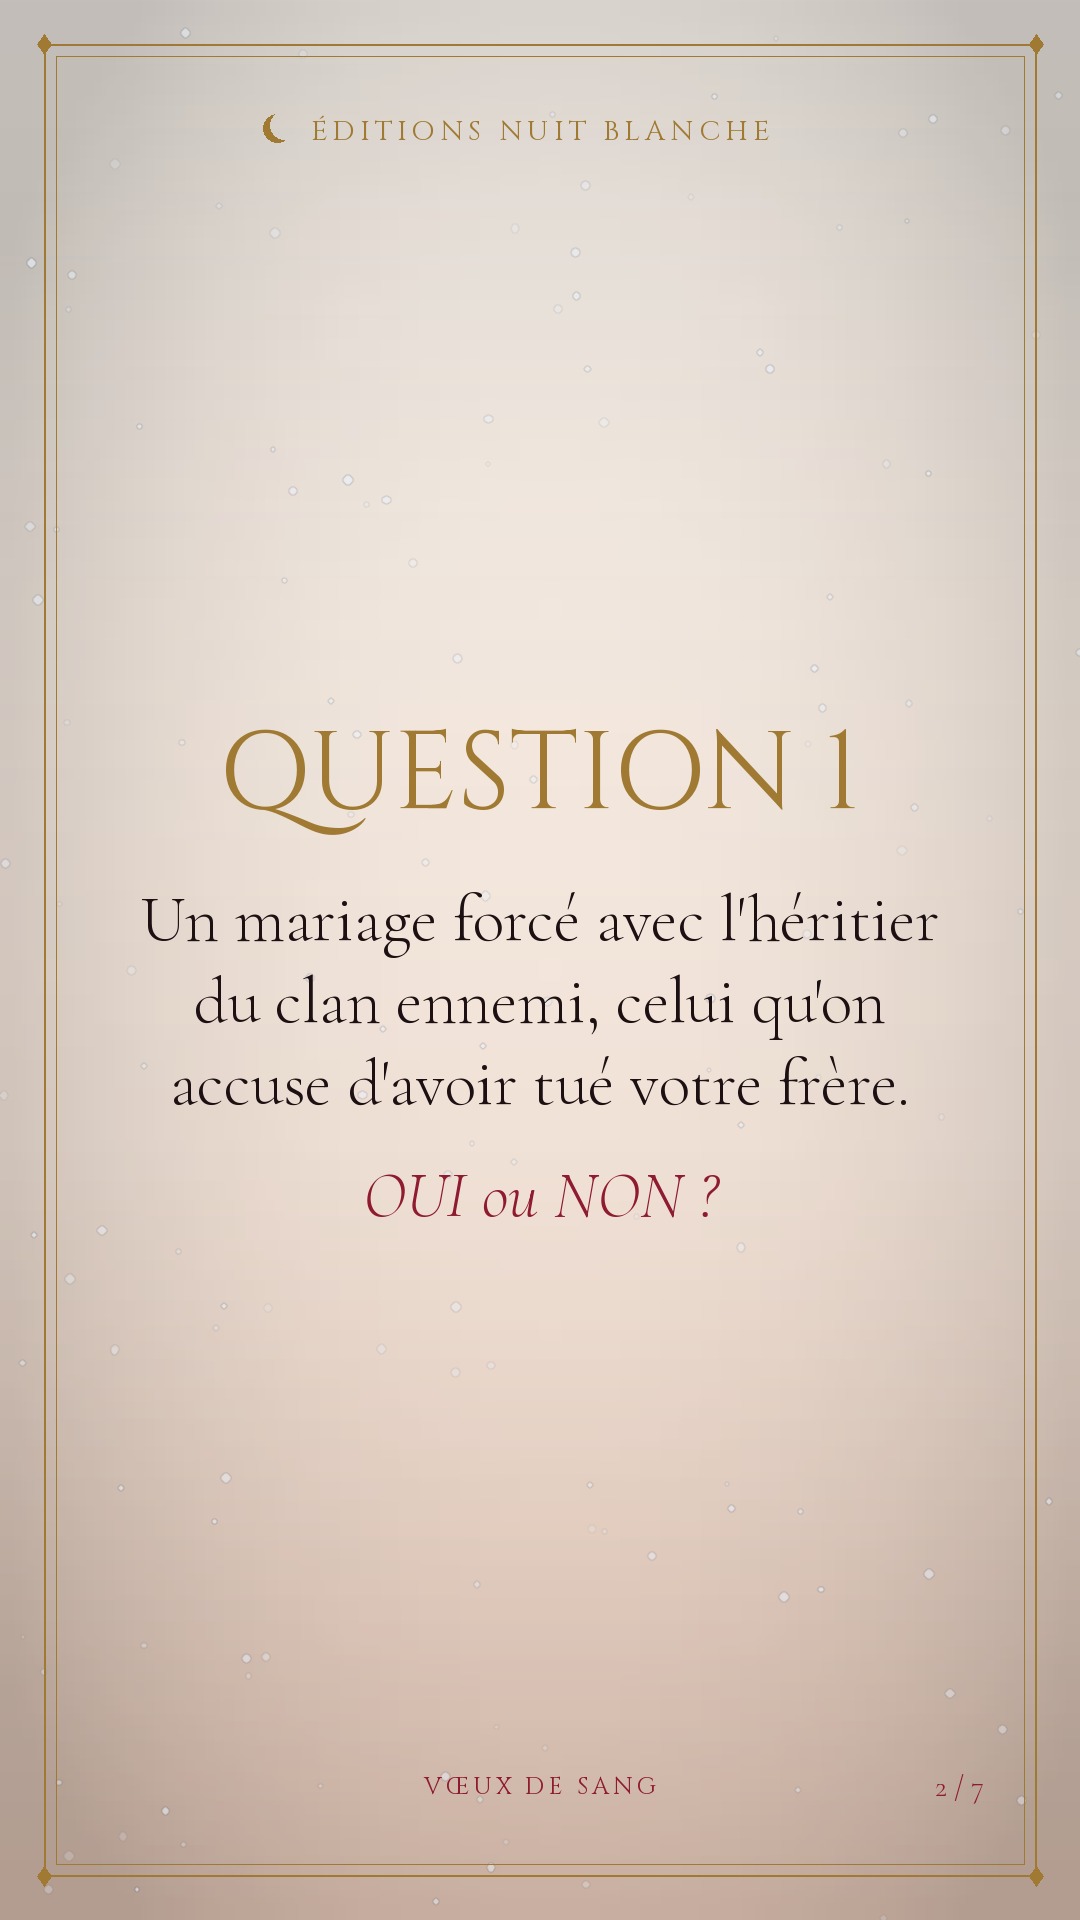 ÉDITIONS NUIT BLANCHE
QUESTION 1
Un mariage forcé avec l'héritier
du clan ennemi, celui qu'on
accuse d'avoir tué votre frère.
OUI ou NON ?
VŒUX DE SANG
2 / 7